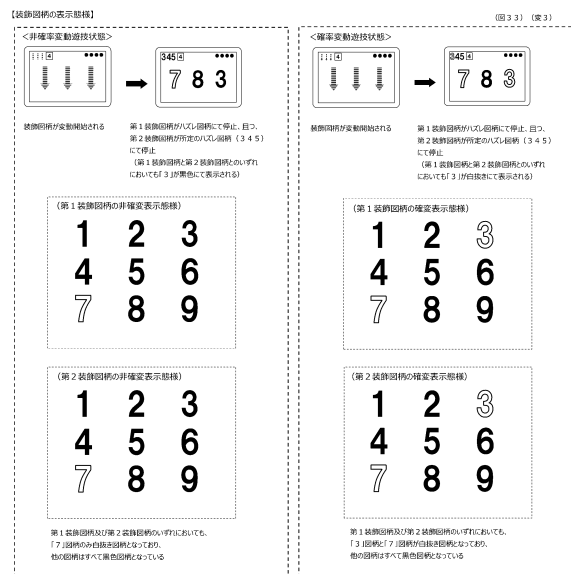 【装飾図柄の表示態様】
(図33) (変3)
<非確率変動遊技状態>
4
345 4
7 8 3
装飾図柄が変動開始される
第1装飾図柄がハズレ図柄にて停止、且つ、
第2装飾図柄が所定のハズレ図柄(345)
にて停止
(第1装飾図柄と第2装飾図柄とのいずれ
においても「3」が黒色にて表示される)
(第1装飾図柄の非確変表示態様)
1 2 3
4 5 6
7 8 9
(第2装飾図柄の非確変表示態様)
1 2 3
4 5 6
7 8 9
第1装飾図柄及び第2装飾図柄のいずれにおいても、
「7」図柄のみ白抜き図柄となっており、
他の図柄はすべて黒色図柄となっている
<確率変動遊技状態>
4
345 4
7 8 3
装飾図柄が変動開始される
第1装飾図柄がハズレ図柄にて停止、且つ、
第2装飾図柄が所定のハズレ図柄(345)
にて停止
(第1装飾図柄と第2装飾図柄とのいずれ
においても「3」が白抜きにて表示される)
(第1装飾図柄の確変表示態様)
1 2 3
4 5 6
7 8 9
(第2装飾図柄の確変表示態様)
1 2 3
4 5 6
7 8 9
第1装飾図柄及び第2装飾図柄のいずれにおいても、
「3」図柄と「7」図柄が白抜き図柄となっており、
他の図柄はすべて黒色図柄となっている